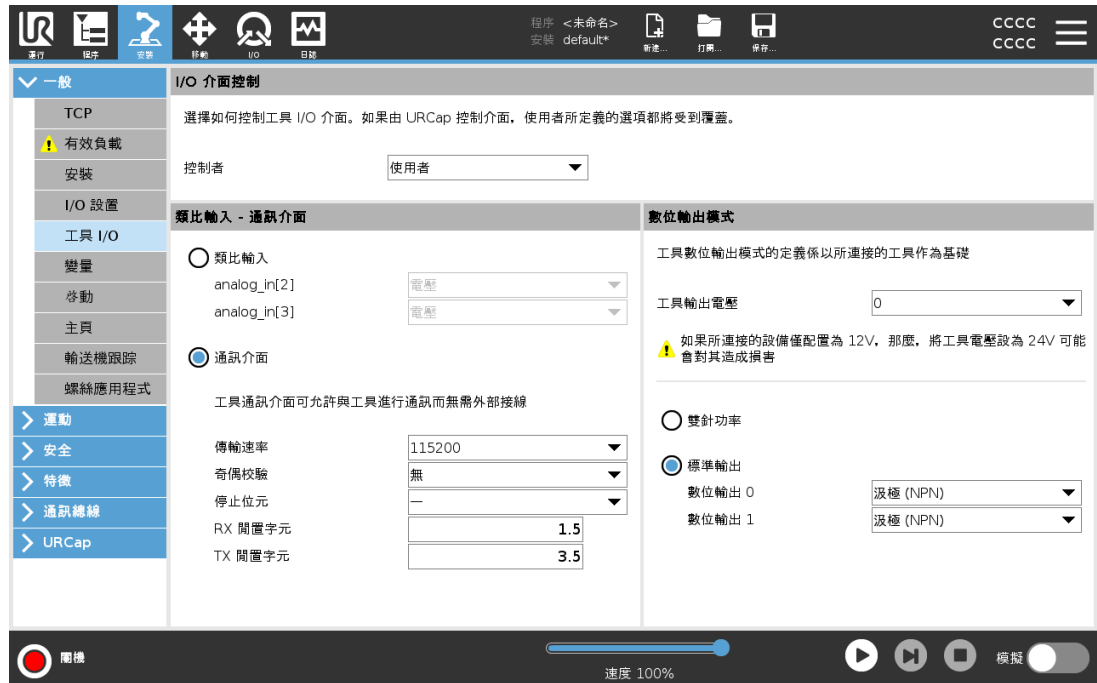 UR
運行
程序
安裝
移動
I/O
日誌
程序 <未命名>
安裝 default*
新建...
打開...
保存...
CCCC
CCCC
一般
TCP
有效負載
安裝
I/O 設置
工具 I/O
變量
啓動
主頁
輸送機跟踪
螺絲應用程式
運動
安全
特徵
通訊總線
URCap
I/O 介面控制
選擇如何控制工具 I/O 介面。如果由 URCap 控制介面，使用者所定義的選項都將受到覆蓋。
控制者
使用者
類比輸入 - 通訊介面
類比輸入
analog_in[2] 電壓
analog_in[3] 電壓
通訊介面
工具通訊介面可允許與工具進行通訊而無需外部接線
傳輸速率 115200
奇偶校驗 無
停止位元 一
RX 閒置字元 1.5
TX 閒置字元 3.5
數位輸出模式
工具數位輸出模式的定義係以所連接的工具作為基礎
工具輸出電壓 0
如果所連接的設備僅配置為 12V，那麼，將工具電壓設為 24V 可能
會對其造成損害
雙針功率
標準輸出
數位輸出 0 汲極 (NPN)
數位輸出 1 汲極 (NPN)
關機
速度 100%
模擬